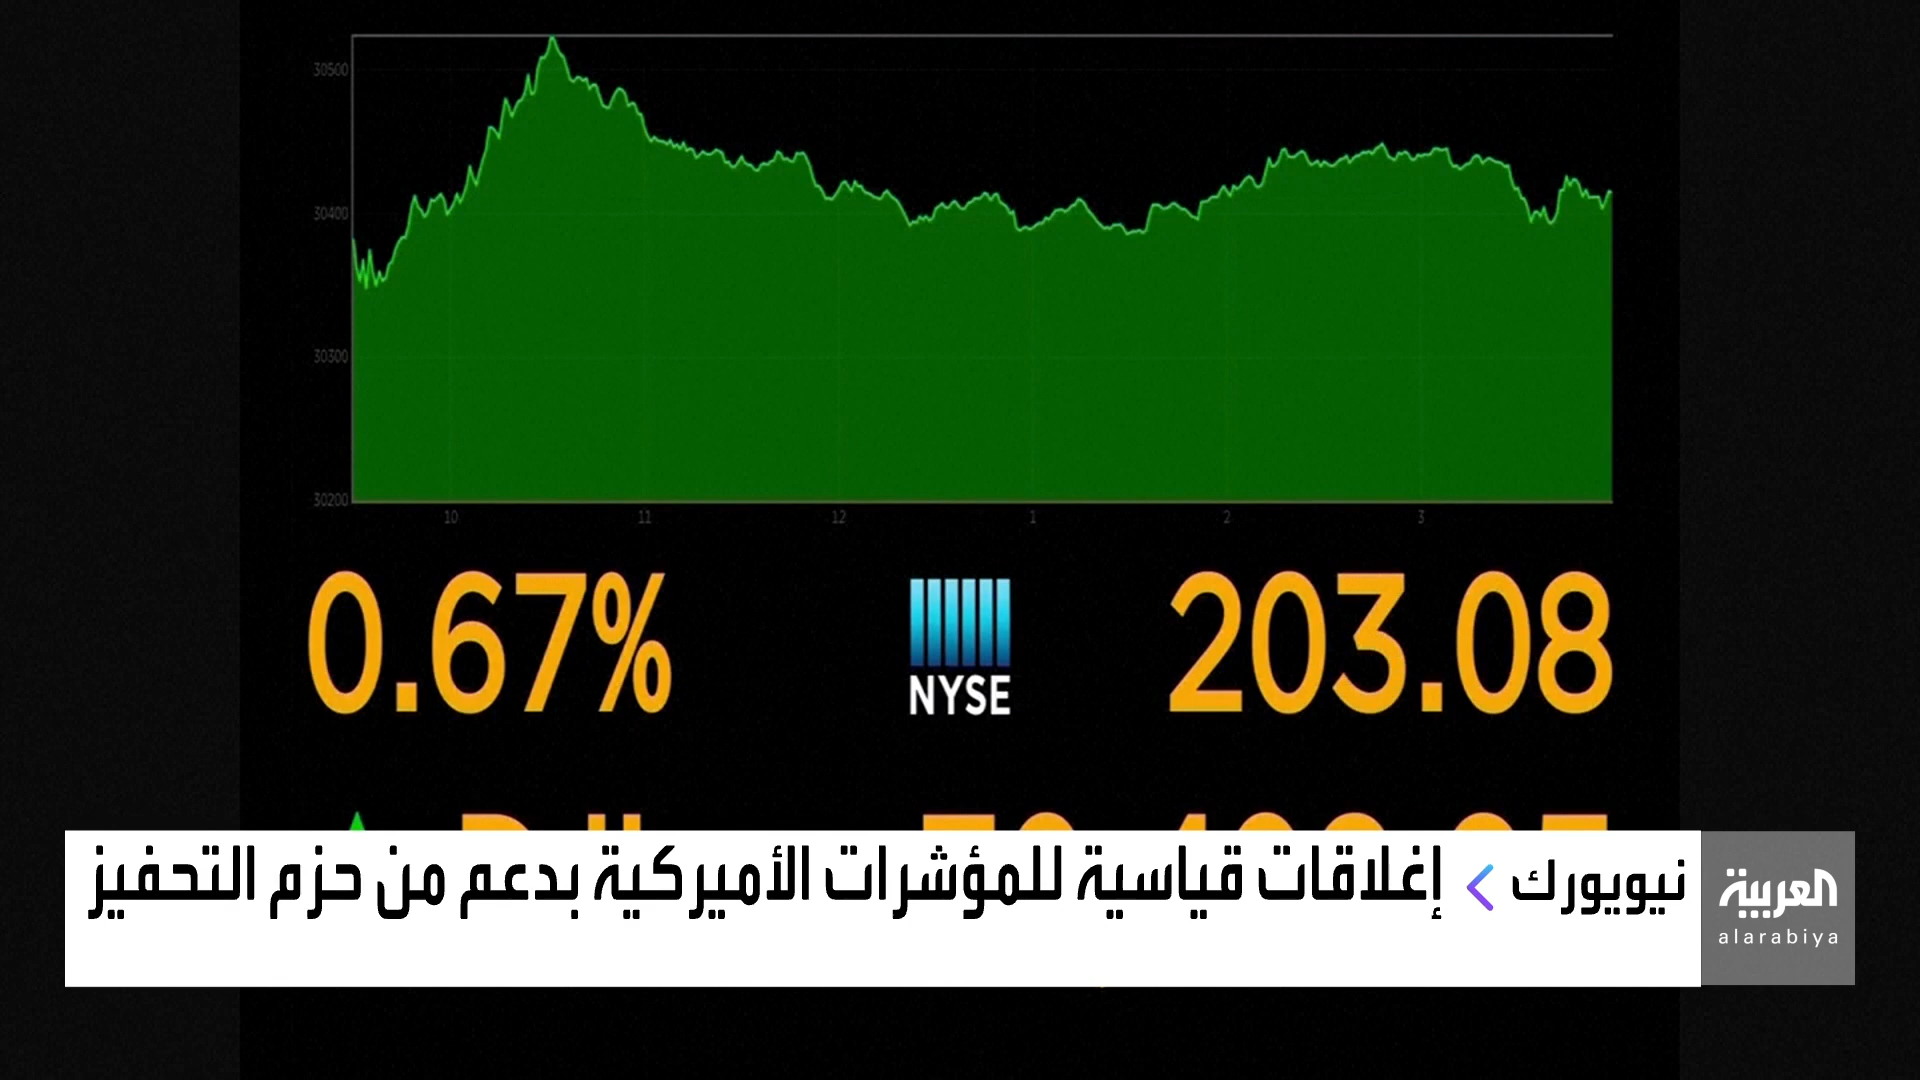 30500
30400
30300
30200
10 11 12 1 2 3
0.67% NYSE 203.08
نيويورك إغلاقات قياسية للمؤشرات الأميركية بدعم من حزم التحفيز
العربية
alarabiya